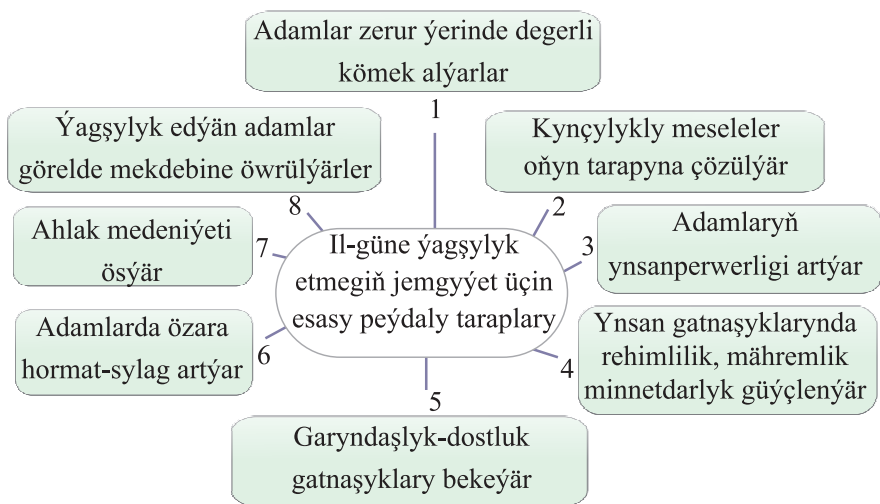 Adamlar zerur ýerinde degerli
kömek alýarlar
1
Kynçylykly meseleler
oňyn tarapyna çözülýär
2
Adamlaryň
ynsanperwerligi artýar
3
Ynsan gatnaşyklarynda
rehimlilik, mähremlik
minnetdarlyk güýçlenýär
4
Garyndaşlyk-dostluk
gatnaşyklary bekeýär
5
Adamlarda özara
hormat-sylag artýar
6
Ahlak medeniýeti
ösýär
7
Ýagşylyk edýän adamlar
görelde mekdebine öwrülýärler
8
Il-güne ýagşylyk
etmegiň jemgyýet üçin
esasy peýdaly taraplary